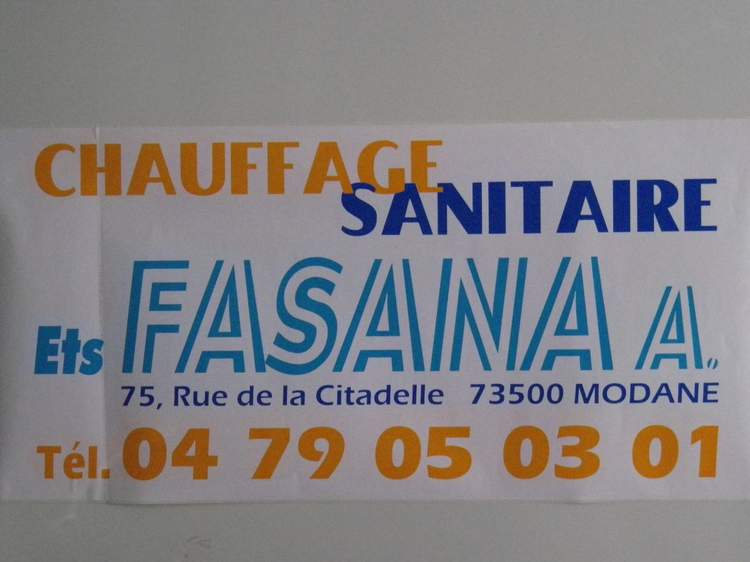 CHAUFFAGE
SANITAIRE
Ets FASANA A.
75, Rue de la Citadelle 73500 MODANE
Tél. 04 79 05 03 01